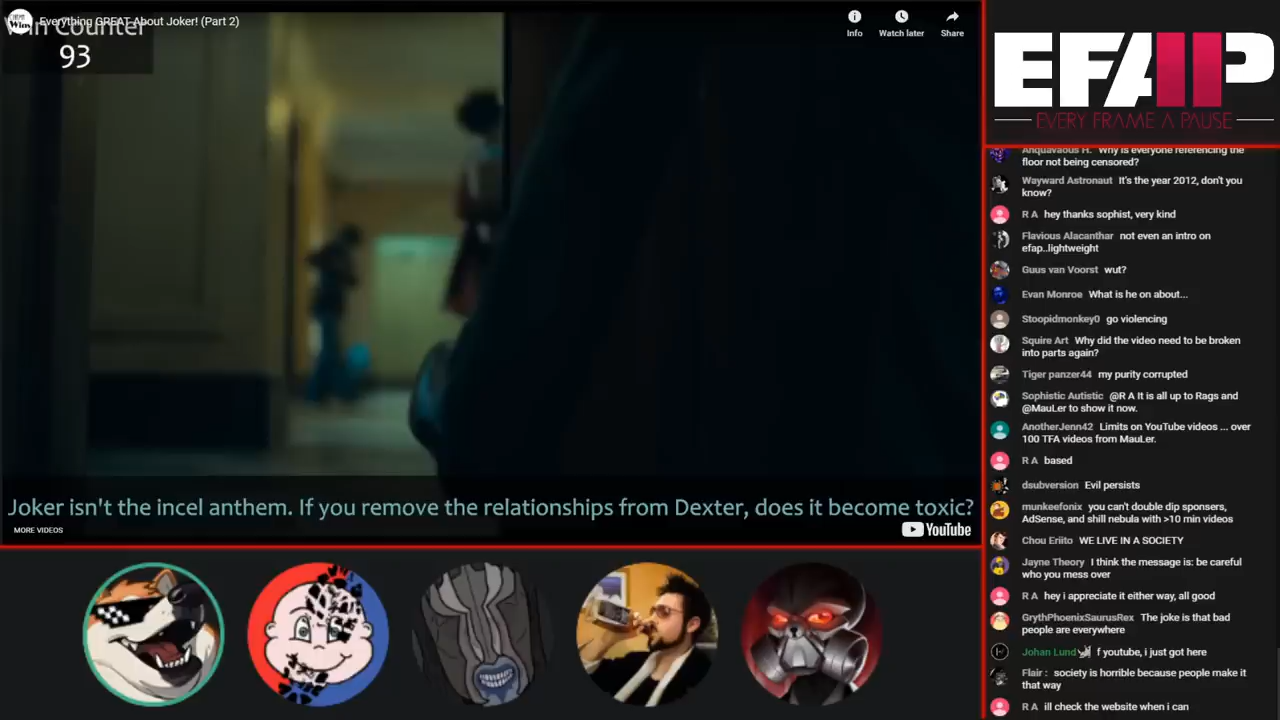 Everything GREAT About Joker! (Part 2)
Win Counter
93
Info
Watch later
Share
Joker isn't the incel anthem. If you remove the relationships from Dexter, does it become toxic?
MORE VIDEOS
YouTube
EFAP
EVERY FRAME A PAUSE
Anquavaous H. Why is everyone referencing the
floor not being censored?
Wayward Astronaut It's the year 2012, don't you
know?
R A hey thanks sophist, very kind
Flavious Alacanthar not even an intro on
efap..lightweight
Guus van Voorst wut?
Evan Monroe What is he on about...
Stoopidmonkey0 go violencing
Squire Art Why did the video need to be broken
into parts again?
Tiger panzer44 my purity corrupted
Sophistic Autistic @R A It is all up to Rags and
@MauLer to show it now.
AnotherJenn42 Limits on YouTube videos ... over
100 TFA videos from MauLer.
R A based
dsubversion Evil persists
munkeefonix you can't double dip sponsers,
AdSense, and shill nebula with >10 min videos
Chou Eriito WE LIVE IN A SOCIETY
Jayne Theory I think the message is: be careful
who you mess over
R A hey i appreciate it either way, all good
GrythPhoenixSaurusRex The joke is that bad
people are everywhere
Johan Lund f youtube, i just got here
Flair : society is horrible because people make it
that way
R A ill check the website when i can